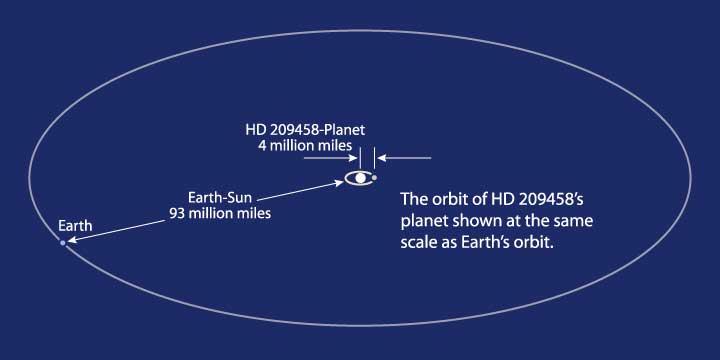 HD 209458-Planet
4 million miles
Earth-Sun
93 million miles
Earth
The orbit of HD 209458’s
planet shown at the same
scale as Earth’s orbit.